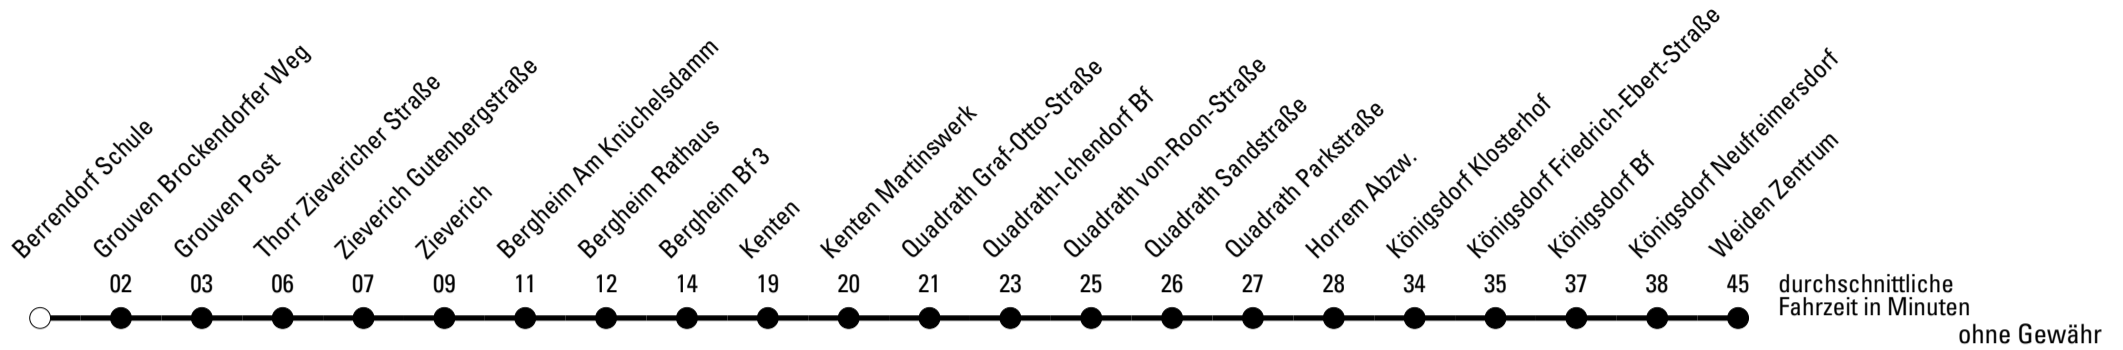 Berrendorf Schule
Grouven Brockendorfer Weg
Grouven Post
Thorr Zievericher Straße
Zieverich Gutenbergstraße
Zieverich
Bergheim Am Knüchelsdamm
Bergheim Rathaus
Bergheim Bf 3
Kenten
Kenten Martinswerk
Quadrath Graf-Otto-Straße
Quadrath-Ichendorf Bf
Quadrath von-Roon-Straße
Quadrath Sandstraße
Quadrath Parkstraße
Horrem Abzw.
Königsdorf Klosterhof
Königsdorf Friedrich-Ebert-Straße
Königsdorf Bf
Königsdorf Neufreimersdorf
Weiden Zentrum
02 03 06 07 09 11 12 14 19 20 21 23 25 26 27 28 34 35 37 38 45
durchschnittliche
Fahrzeit in Minuten
ohne Gewähr